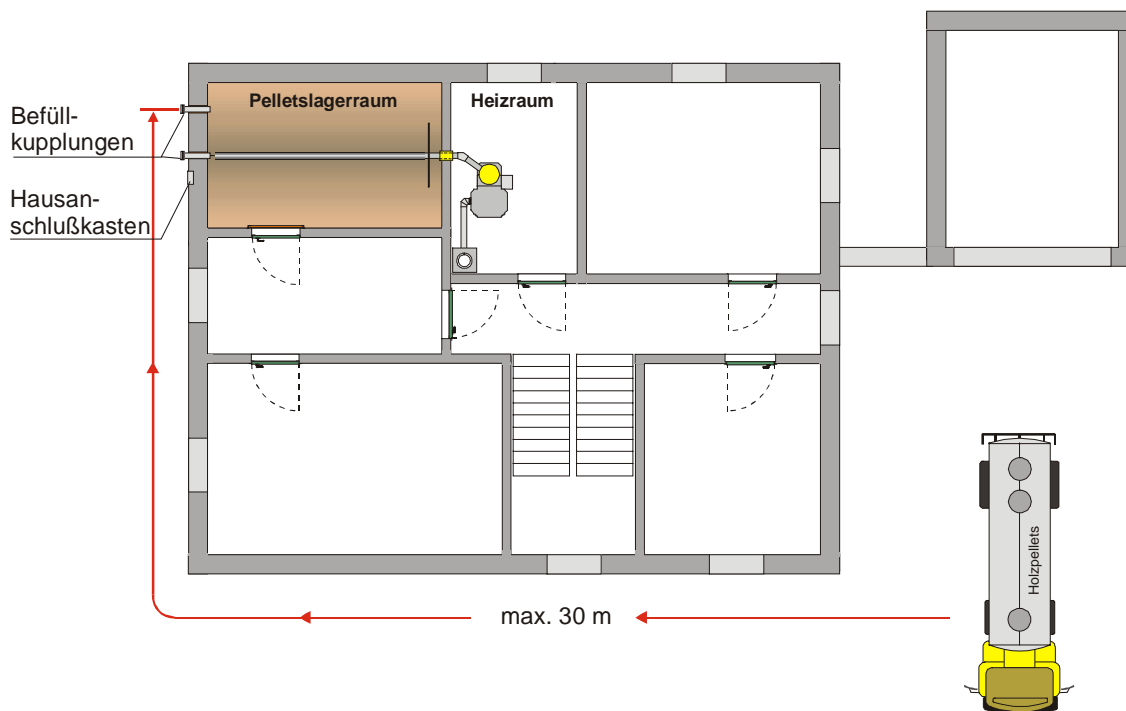 Pelletslagerraum
Heizraum
Befüll-
kupplungen
Hausan-
schlußkasten
Holzpellets
max. 30 m